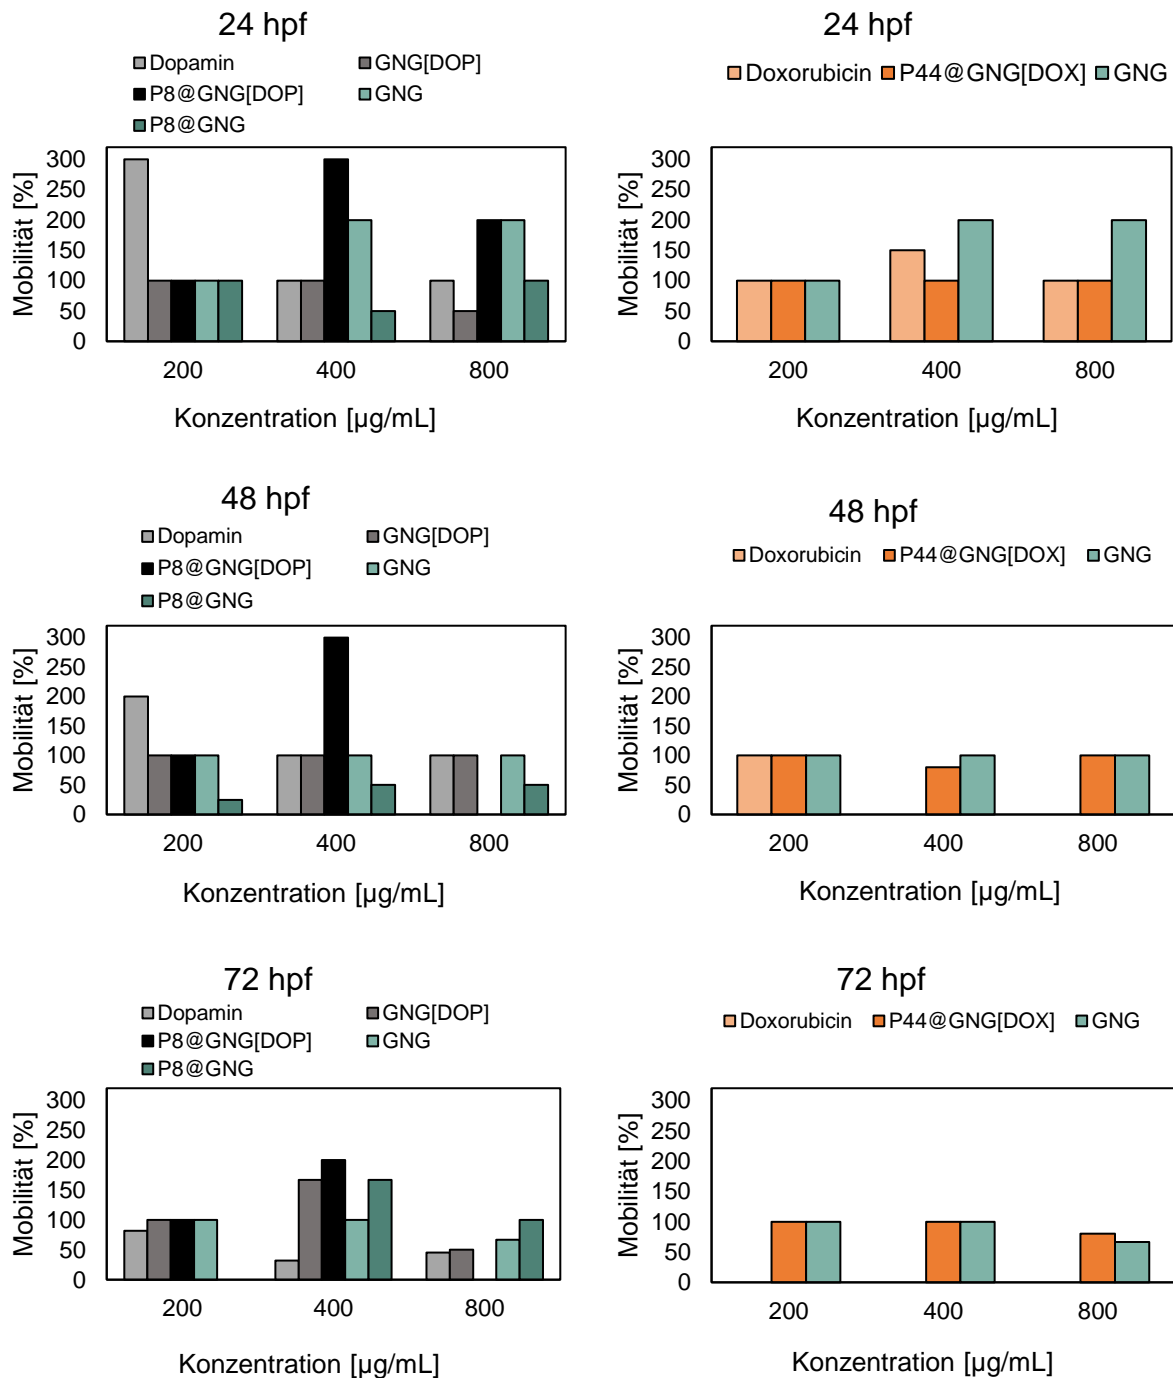 24 hpf
Dopamin GNG[DOP]
P8@GNG[DOP] GNG
P8@GNG
Mobilität [%]
300
250
200
150
100
50
0
200 400 800
Konzentration [µg/mL]
24 hpf
Doxorubicin P44@GNG[DOX] GNG
Mobilität [%]
300
250
200
150
100
50
0
200 400 800
Konzentration [µg/mL]
48 hpf
Dopamin GNG[DOP]
P8@GNG[DOP] GNG
P8@GNG
Mobilität [%]
300
250
200
150
100
50
0
200 400 800
Konzentration [µg/mL]
48 hpf
Doxorubicin P44@GNG[DOX] GNG
Mobilität [%]
300
250
200
150
100
50
0
200 400 800
Konzentration [µg/mL]
72 hpf
Dopamin GNG[DOP]
P8@GNG[DOP] GNG
P8@GNG
Mobilität [%]
300
250
200
150
100
50
0
200 400 800
Konzentration [µg/mL]
72 hpf
Doxorubicin P44@GNG[DOX] GNG
Mobilität [%]
300
250
200
150
100
50
0
200 400 800
Konzentration [µg/mL]